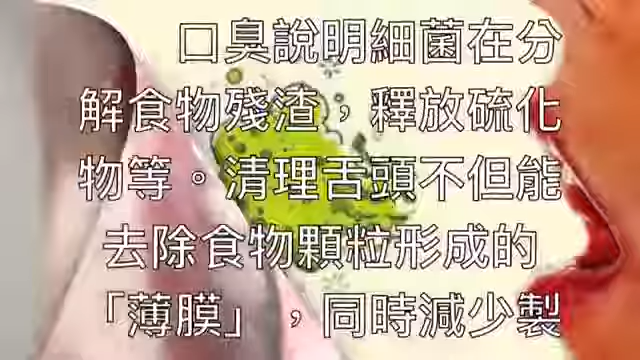 口臭說明細菌在分
解食物殘渣，釋放硫化
物等。清理舌頭不但能
去除食物顆粒形成的
「薄膜」，同時減少製